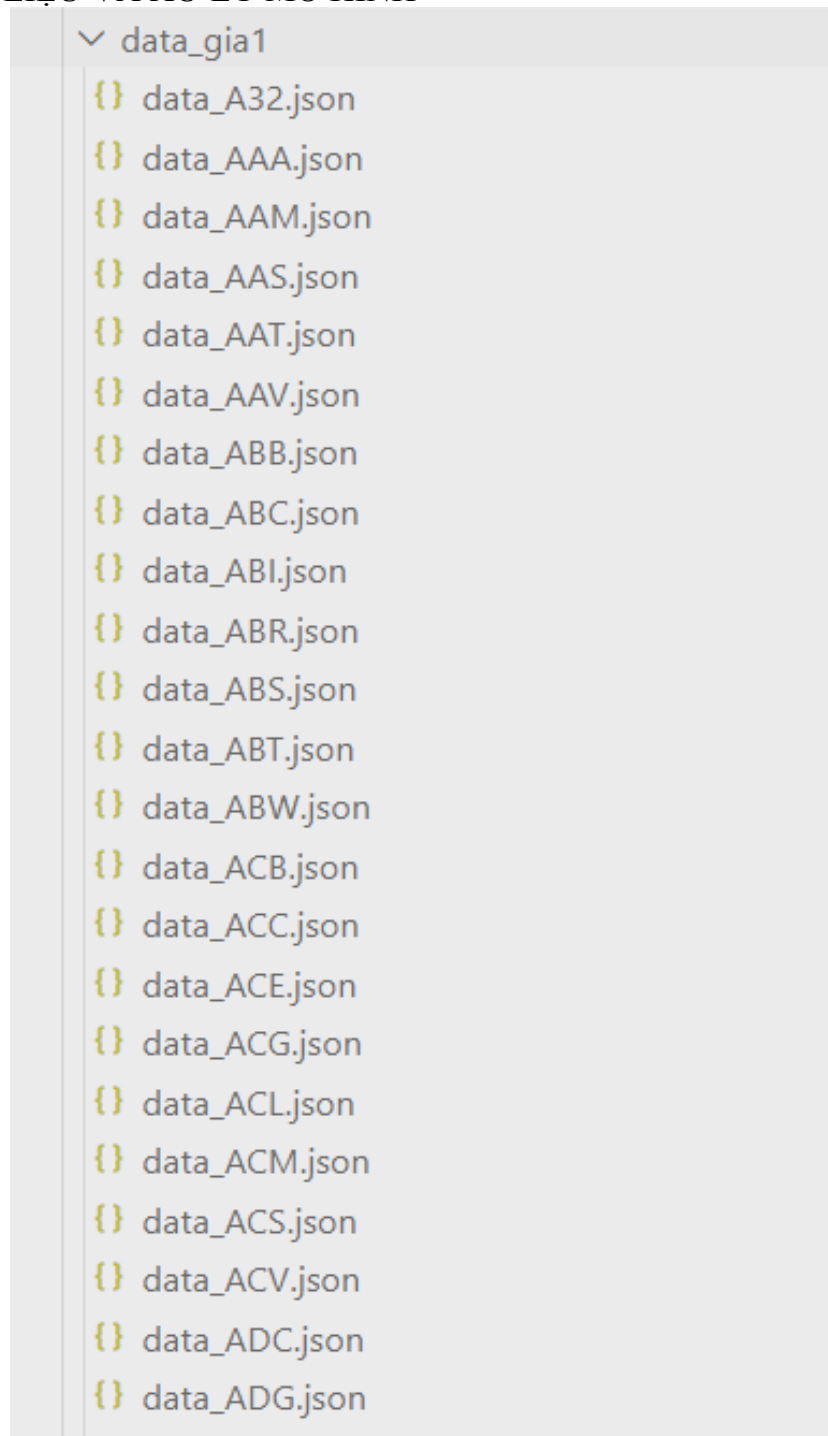 data_gia1
{} data_A32.json
{} data_AAA.json
{} data_AAM.json
{} data_AAS.json
{} data_AAT.json
{} data_AAV.json
{} data_ABB.json
{} data_ABC.json
{} data_ABI.json
{} data_ABR.json
{} data_ABS.json
{} data_ABT.json
{} data_ABW.json
{} data_ACB.json
{} data_ACC.json
{} data_ACE.json
{} data_ACG.json
{} data_ACL.json
{} data_ACM.json
{} data_ACS.json
{} data_ACV.json
{} data_ADC.json
{} data_ADG.json